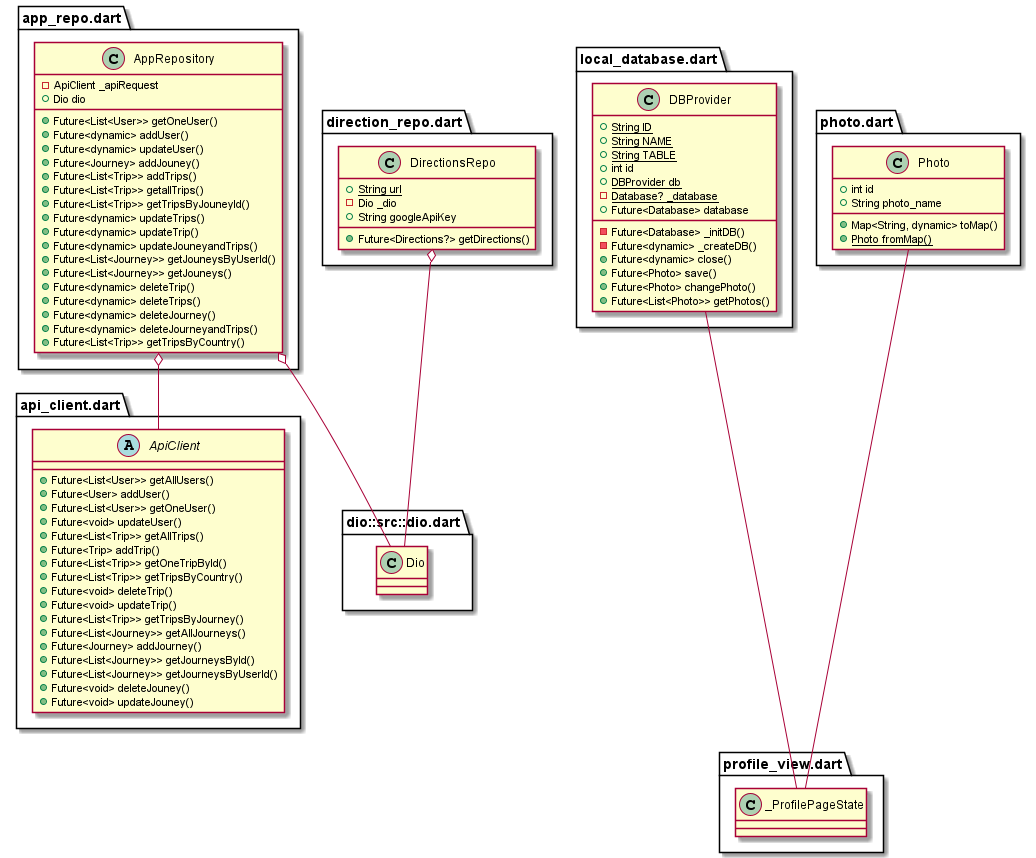 app_repo.dart
C AppRepository
ApiClient _apiRequest
Dio dio
Future<List<User>> getOneUser()
Future<dynamic> addUser()
Future<dynamic> updateUser()
Future<Journey> addJouney()
Future<List<Trip>> addTrips()
Future<List<Trip>> getallTrips()
Future<List<Trip>> getTripsByJouneyId()
Future<dynamic> updateTrips()
Future<dynamic> updateTrip()
Future<dynamic> updateJouneyandTrips()
Future<List<Journey>> getJouneysByUserId()
Future<List<Journey>> getJouneys()
Future<dynamic> deleteTrip()
Future<dynamic> deleteTrips()
Future<dynamic> deleteJourney()
Future<dynamic> deleteJourneyandTrips()
Future<List<Trip>> getTripsByCountry()
direction_repo.dart
C DirectionsRepo
String url
Dio _dio
String googleApiKey
Future<Directions?> getDirections()
local_database.dart
C DBProvider
String ID
String NAME
String TABLE
int id
DBProvider db
Database? _database
Future<Database> database
Future<Database> _initDB()
Future<dynamic> _createDB()
Future<dynamic> close()
Future<Photo> save()
Future<Photo> changePhoto()
Future<List<Photo>> getPhotos()
photo.dart
C Photo
int id
String photo_name
Map<String, dynamic> toMap()
Photo fromMap()
api_client.dart
A ApiClient
Future<List<User>> getAllUsers()
Future<User> addUser()
Future<List<User>> getOneUser()
Future<void> updateUser()
Future<List<Trip>> getAllTrips()
Future<Trip> addTrip()
Future<List<Trip>> getOneTripById()
Future<List<Trip>> getTripsByCountry()
Future<void> deleteTrip()
Future<void> updateTrip()
Future<List<Trip>> getTripsByJourney()
Future<List<Journey>> getAllJourneys()
Future<Journey> addJourney()
Future<List<Journey>> getJourneysById()
Future<List<Journey>> getJourneysByUserId()
Future<void> deleteJouney()
Future<void> updateJouney()
dio::src::dio.dart
C Dio
profile_view.dart
C _ProfilePageState